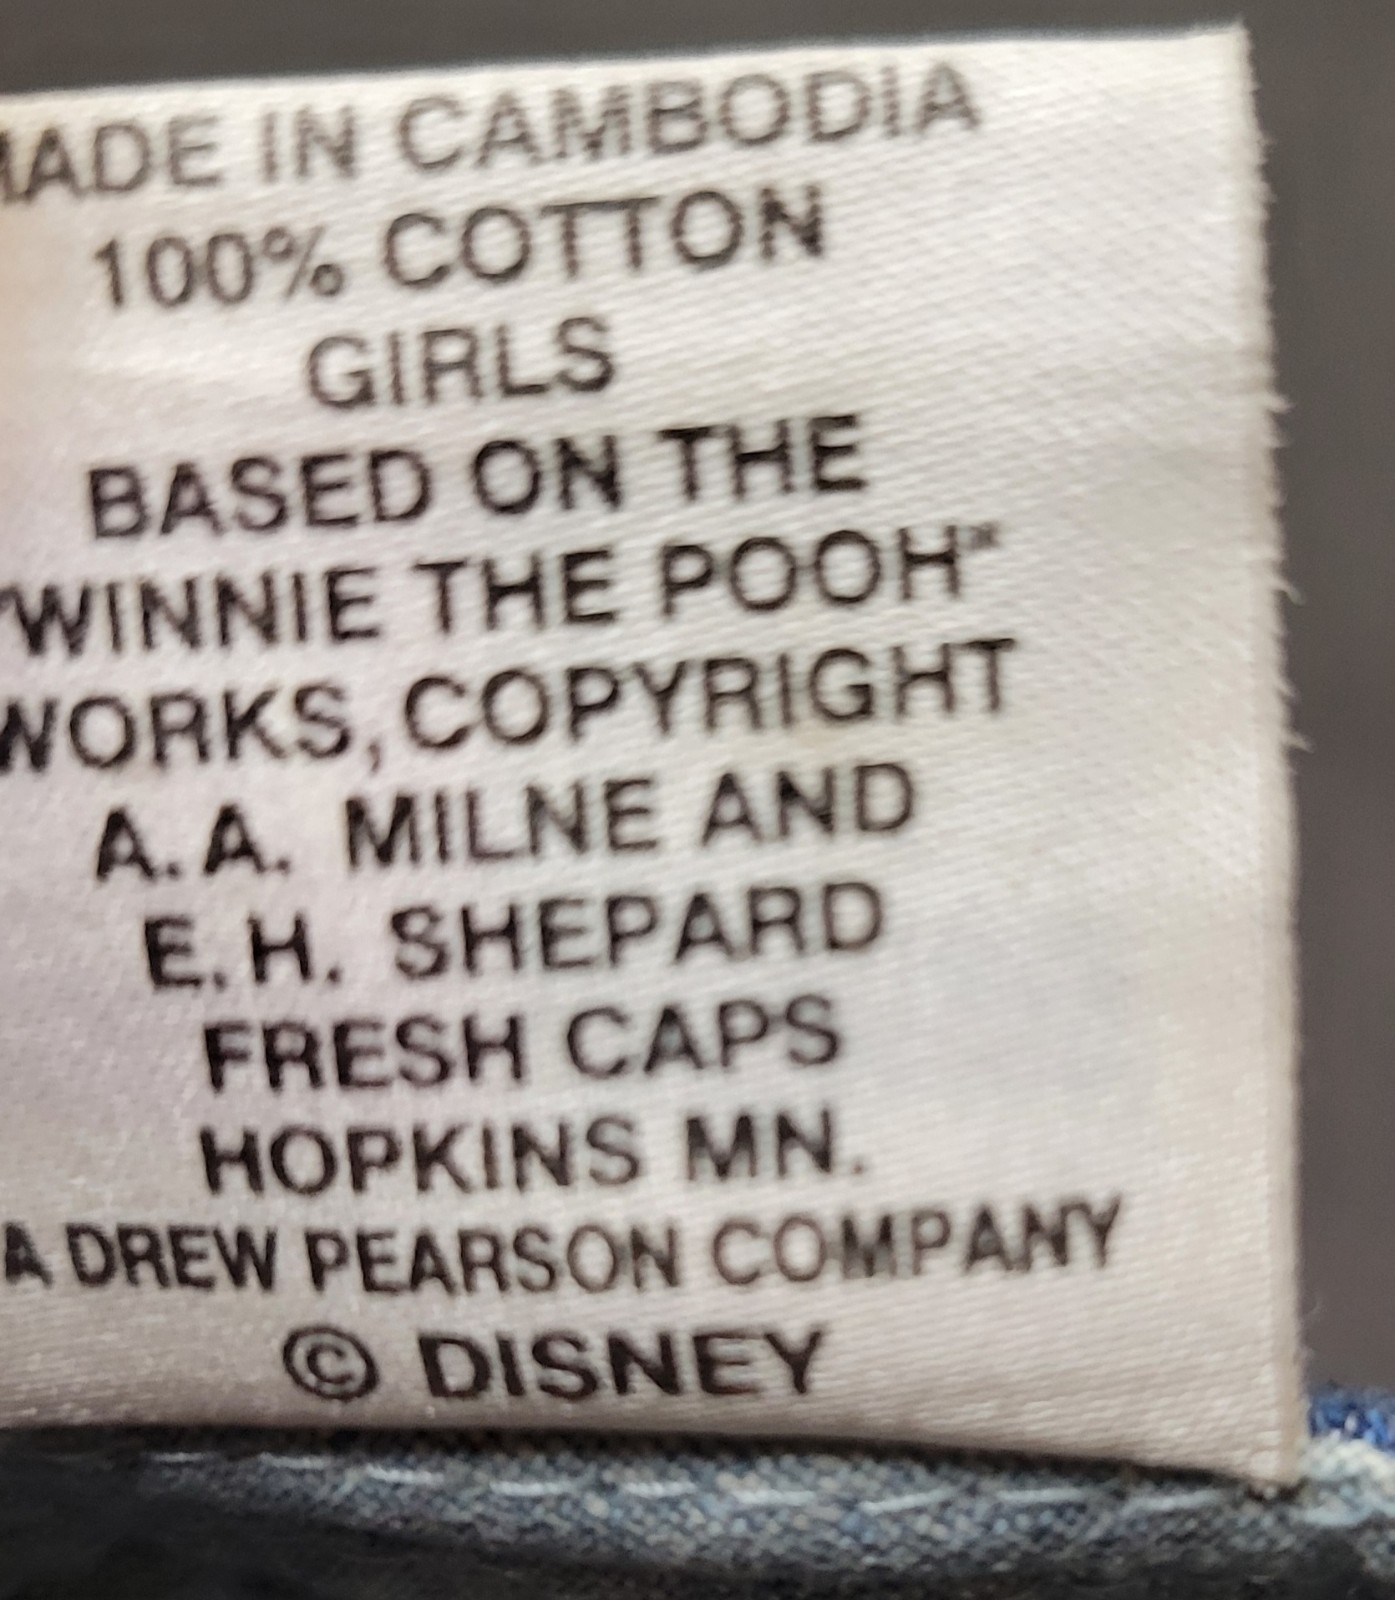 MADE IN CAMBODIA
100% COTTON
GIRLS
BASED ON THE
"WINNIE THE POOH"
WORKS, COPYRIGHT
A.A. MILNE AND
E.H. SHEPARD
FRESH CAPS
HOPKINS MN.
A DREW PEARSON COMPANY
© DISNEY